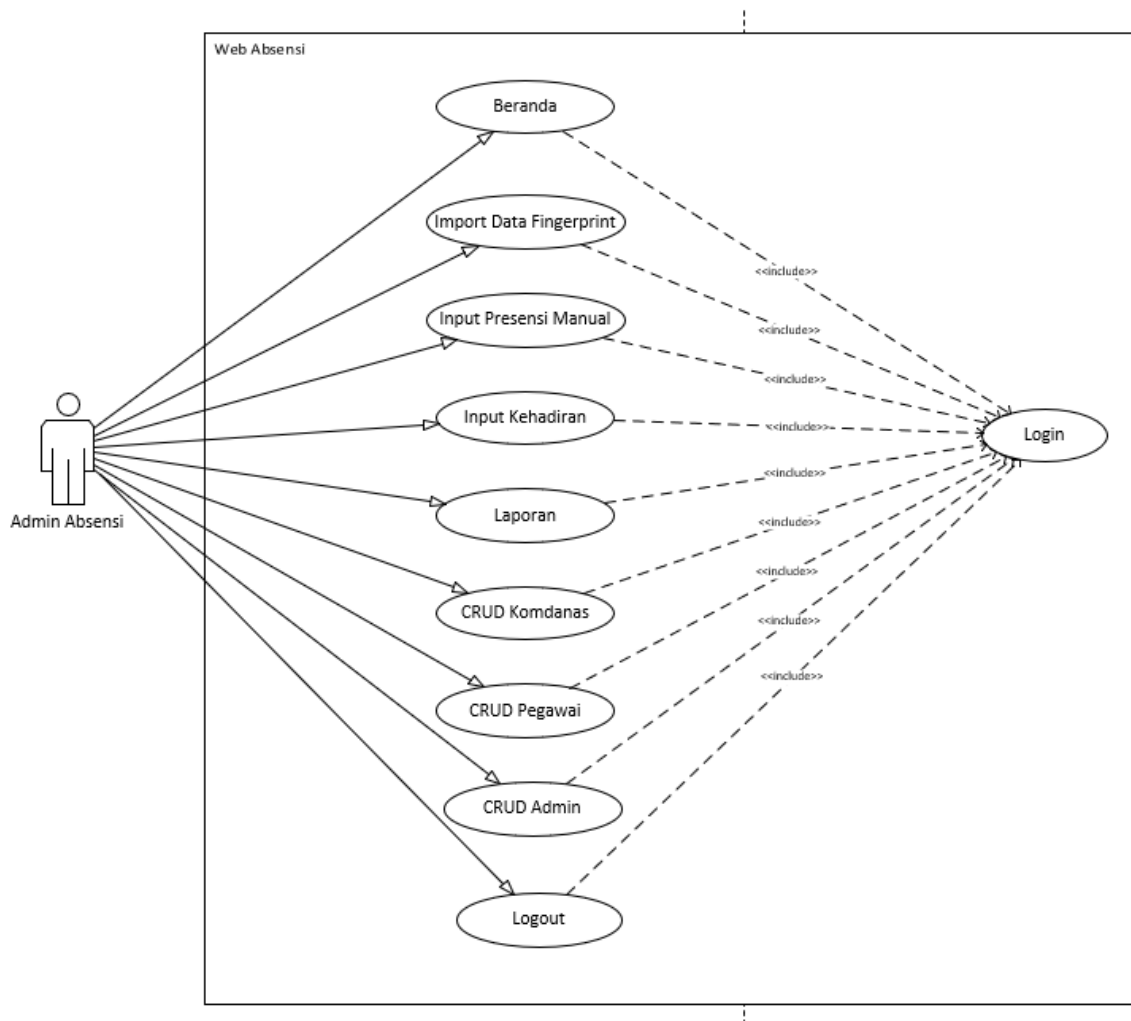 Web Absensi
Beranda
Import Data Fingerprint
<<include>>
Input Presensi Manual
<<include>>
<<include>>
Input Kehadiran
<<include>>
Login
<<include>>
Laporan
Admin Absensi
<<include>>
<<include>>
CRUD Komdanas
<<include>>
<<include>>
CRUD Pegawai
CRUD Admin
Logout